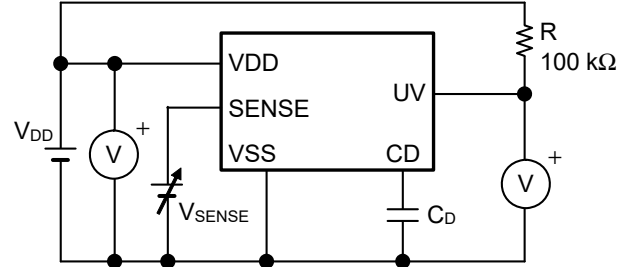 R
100 kΩ
VDD
SENSE
UV
VSS
CD
VDD
+
V
VSENSE
CD
+
V